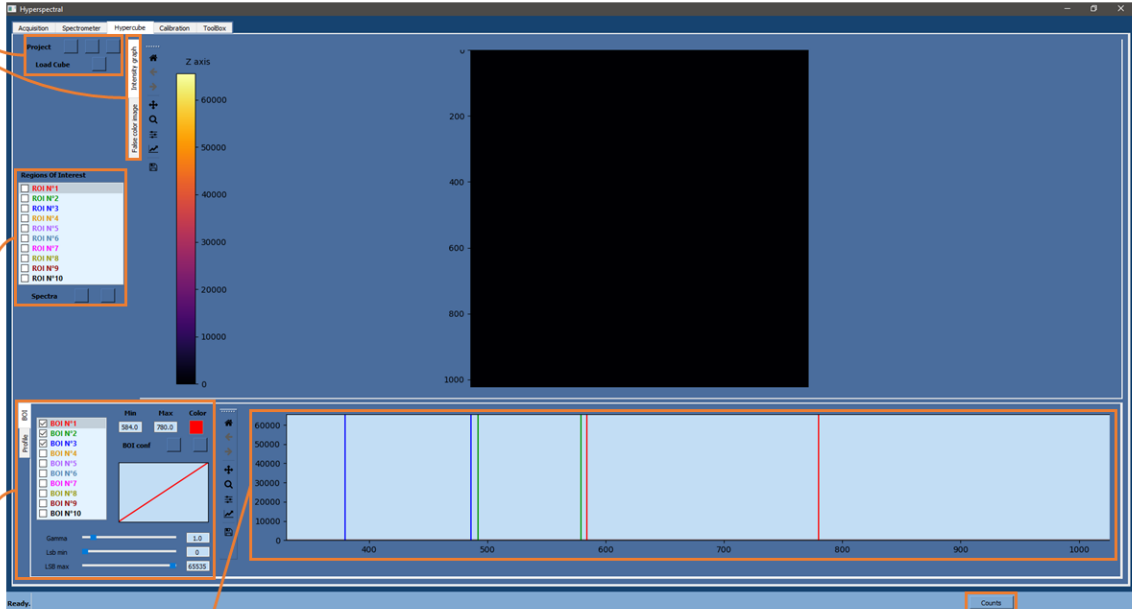 Hyperspectral
Acquisition Spectrometer Hypercube Calibration ToolBox
Project
Load Cube
Intensity graph
False color image
Z axis
60000
50000
40000
30000
20000
10000
0
0
200
400
600
800
1000
Regions Of Interest
ROI N°1
ROI N°2
ROI N°3
ROI N°4
ROI N°5
ROI N°6
ROI N°7
ROI N°8
ROI N°9
ROI N°10
Spectra
BOI
Profile
BOI N°1
BOI N°2
BOI N°3
BOI N°4
BOI N°5
BOI N°6
BOI N°7
BOI N°8
BOI N°9
BOI N°10
Min Max Color
584.0 780.0
BOI conf
Gamma 1.0
Lsb min 0
LSB max 65535
60000
50000
40000
30000
20000
10000
0
400 500 600 700 800 900 1000
Ready.
Counts